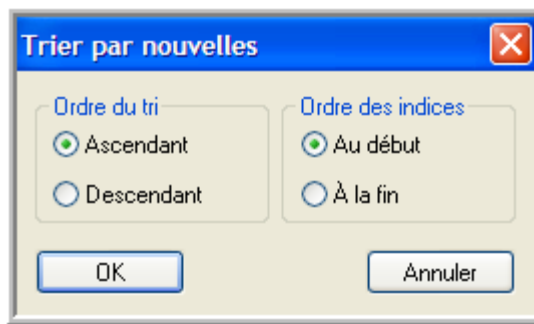 Trier par nouvelles
Ordre du tri
Ascendant
Descendant
Ordre des indices
Au début
À la fin
OK
Annuler